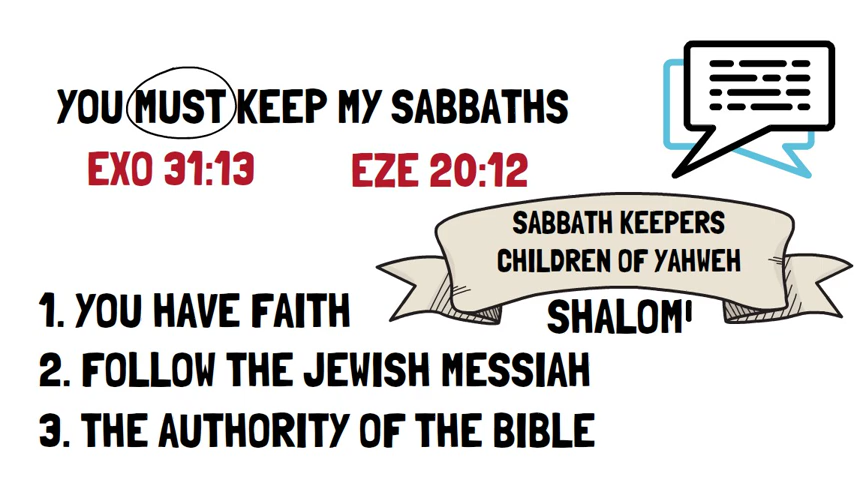 YOU MUST KEEP MY SABBATHS
EXO 31:13 EZE 20:12
SABBATH KEEPERS
CHILDREN OF YAHWEH
SHALOM'
1. YOU HAVE FAITH
2. FOLLOW THE JEWISH MESSIAH
3. THE AUTHORITY OF THE BIBLE